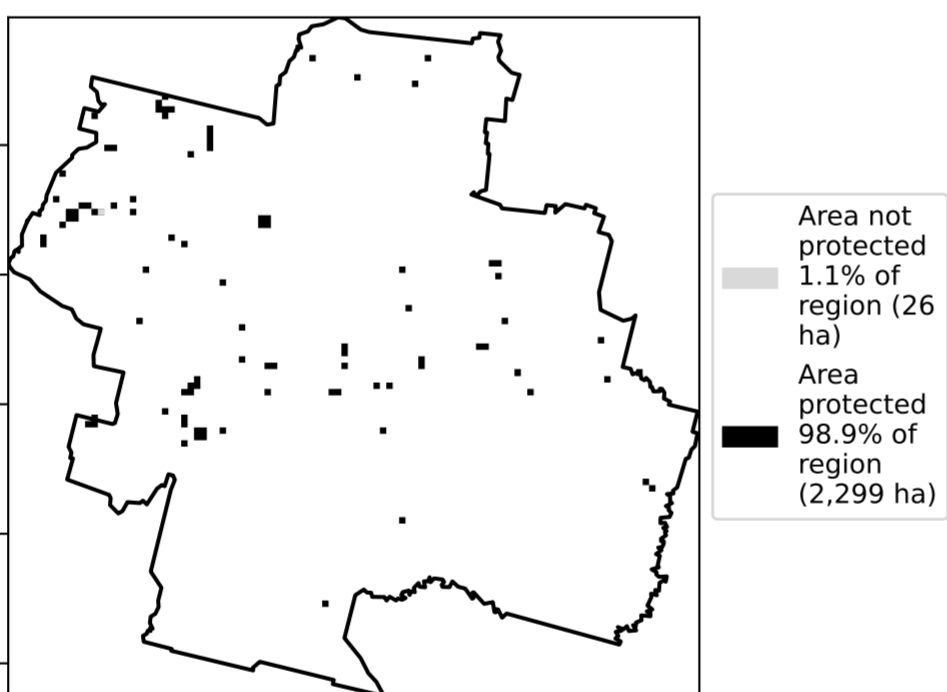 Area not
protected
1.1% of
region (26
ha)
Area
protected
98.9% of
region
(2,299 ha)